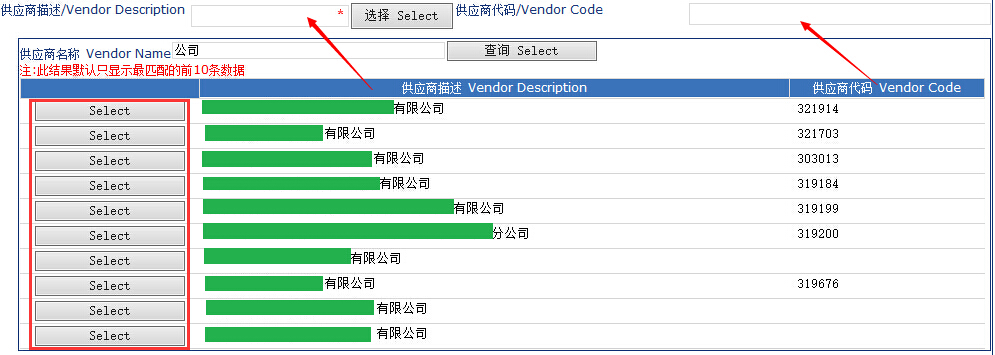 供应商描述/Vendor Description * 选择 Select 供应商代码/Vendor Code
供应商名称 Vendor Name 公司 查询 Select
注:此结果默认只显示最匹配的前10条数据
供应商描述 Vendor Description 供应商代码 Vendor Code
Select 有限公司 321914
Select 有限公司 321703
Select 有限公司 303013
Select 有限公司 319184
Select 有限公司 319199
Select 分公司 319200
Select 有限公司
Select 有限公司 319676
Select 有限公司
Select 有限公司